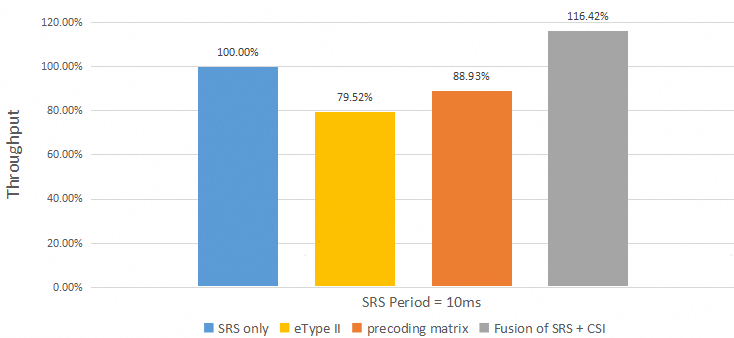 120.00%
116.42%
100.00%
100.00%
88.93%
80.00%
79.52%
60.00%
40.00%
20.00%
0.00%
Throughput
SRS Period = 10ms
SRS only
eType II
precoding matrix
Fusion of SRS + CSI